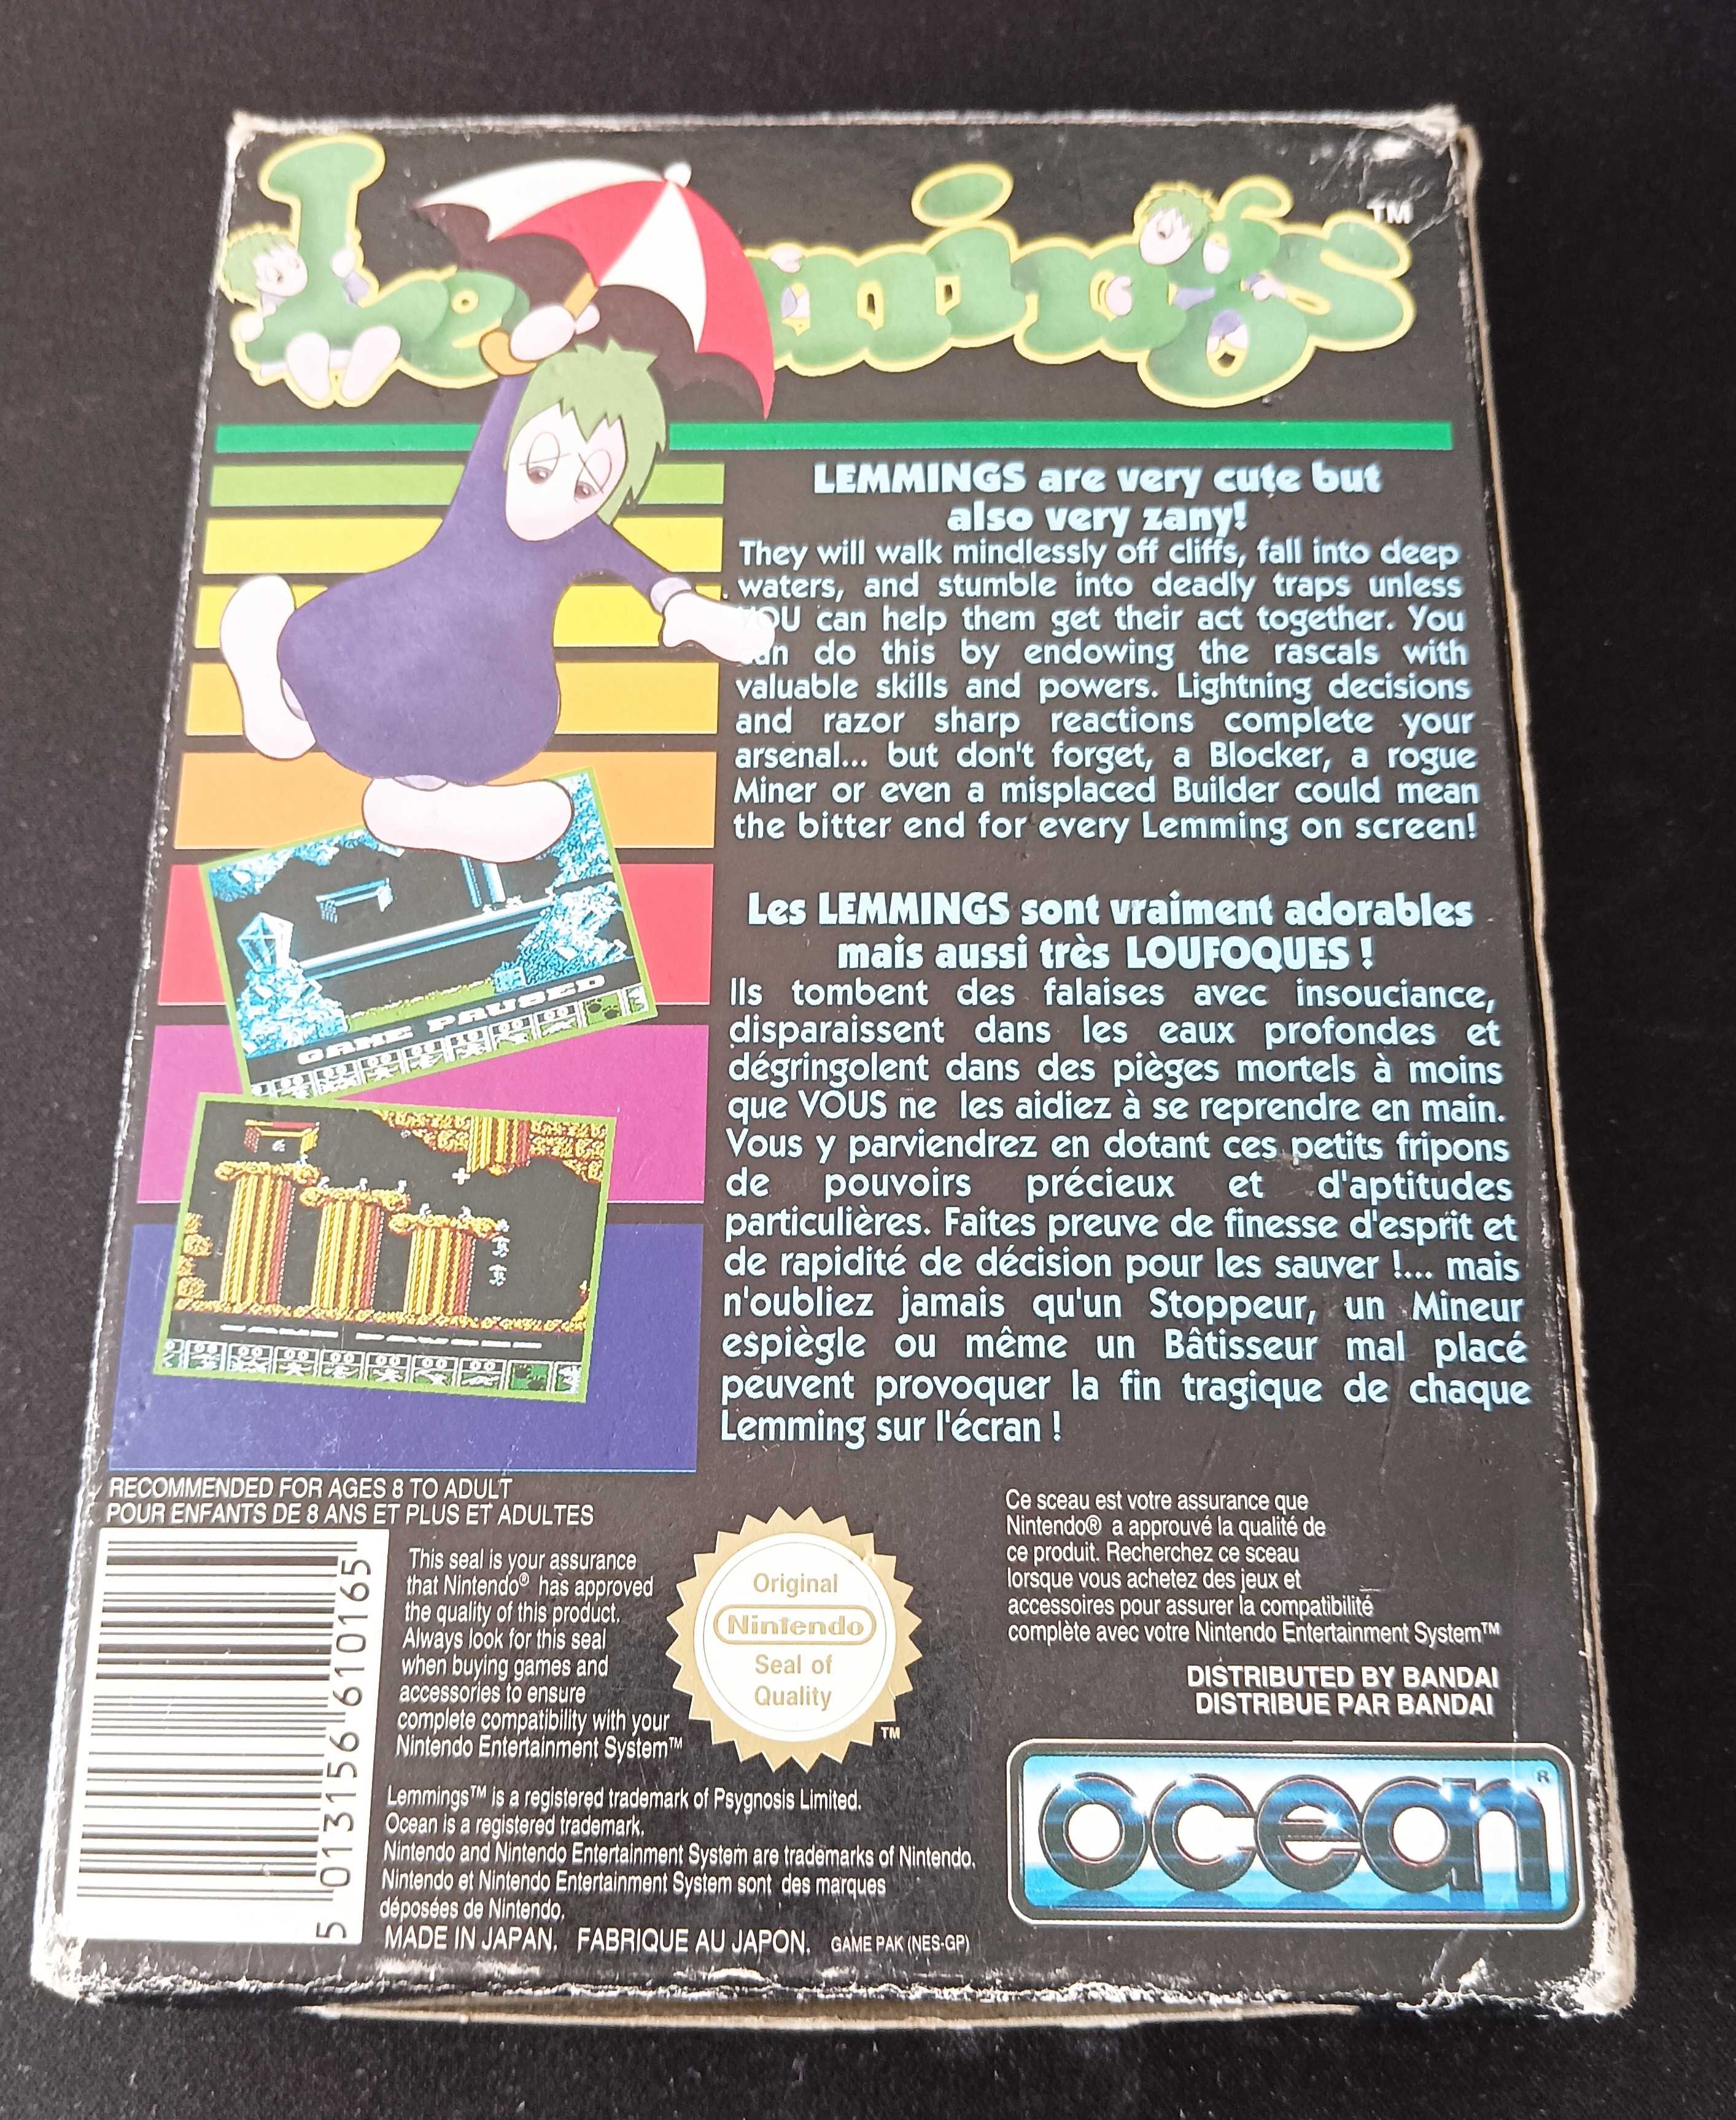 Lemmings™
LEMMINGS are very cute but
also very zany!
They will walk mindlessly off cliffs, fall into deep
waters, and stumble into deadly traps unless
YOU can help them get their act together. You
can do this by endowing the rascals with
valuable skills and powers. Lightning decisions
and razor sharp reactions complete your
arsenal... but don't forget, a Blocker, a rogue
Miner or even a misplaced Builder could mean
the bitter end for every Lemming on screen!
Les LEMMINGS sont vraiment adorables
mais aussi très LOUFOQUES !
Ils tombent des falaises avec insouciance,
disparaissent dans les eaux profondes et
dégringolent dans des pièges mortels à moins
que VOUS ne les aidiez à se reprendre en main.
Vous y parviendrez en dotant ces petits fripons
de pouvoirs précieux et d'aptitudes
particulières. Faites preuve de finesse d'esprit et
de rapidité de décision pour les sauver !... mais
n'oubliez jamais qu'un Stoppeur, un Mineur
espiègle ou même un Bâtisseur mal placé
peuvent provoquer la fin tragique de chaque
Lemming sur l'écran !
GAME PAUSED
RECOMMENDED FOR AGES 8 TO ADULT
POUR ENFANTS DE 8 ANS ET PLUS ET ADULTES
5 013156 610165
This seal is your assurance
that Nintendo® has approved
the quality of this product.
Always look for this seal
when buying games and
accessories to ensure
complete compatibility with your
Nintendo Entertainment System™
Original
Nintendo
Seal of
Quality
TM
Ce sceau est votre assurance que
Nintendo® a approuvé la qualité de
ce produit. Recherchez ce sceau
lorsque vous achetez des jeux et
accessoires pour assurer la compatibilité
complète avec votre Nintendo Entertainment System™
DISTRIBUTED BY BANDAI
DISTRIBUE PAR BANDAI
ocean®
Lemmings™ is a registered trademark of Psygnosis Limited.
Ocean is a registered trademark.
Nintendo and Nintendo Entertainment System are trademarks of Nintendo.
Nintendo et Nintendo Entertainment System sont des marques
déposées de Nintendo.
MADE IN JAPAN. FABRIQUE AU JAPON. GAME PAK (NES-GP)